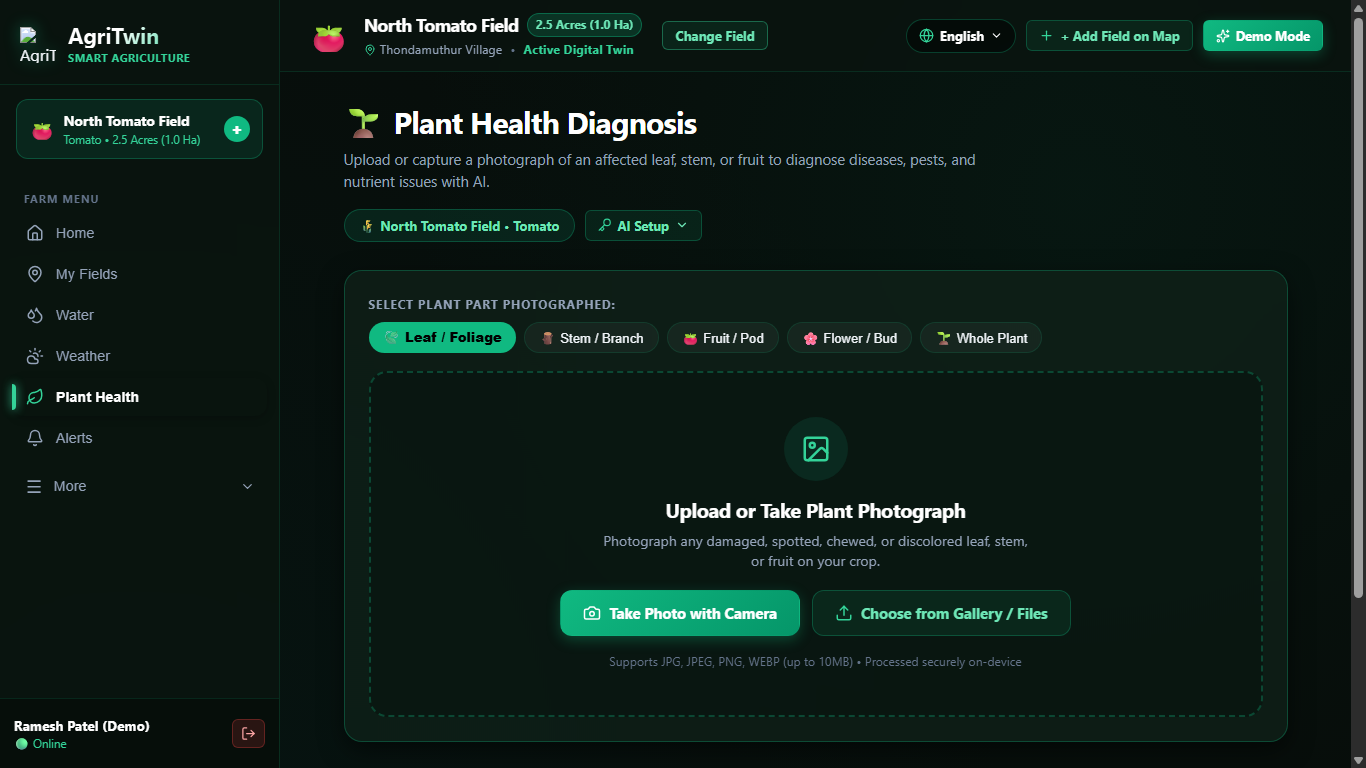 AgriT
AgriTwin
SMART AGRICULTURE
North Tomato Field
Tomato • 2.5 Acres (1.0 Ha)
+
FARM MENU
Home
My Fields
Water
Weather
Plant Health
Alerts
More
Ramesh Patel (Demo)
Online
North Tomato Field 2.5 Acres (1.0 Ha)
Thondamuthur Village • Active Digital Twin
Change Field
English
+ Add Field on Map
Demo Mode
Plant Health Diagnosis
Upload or capture a photograph of an affected leaf, stem, or fruit to diagnose diseases, pests, and
nutrient issues with AI.
North Tomato Field • Tomato
AI Setup
SELECT PLANT PART PHOTOGRAPHED:
Leaf / Foliage
Stem / Branch
Fruit / Pod
Flower / Bud
Whole Plant
Upload or Take Plant Photograph
Photograph any damaged, spotted, chewed, or discolored leaf, stem,
or fruit on your crop.
Take Photo with Camera
Choose from Gallery / Files
Supports JPG, JPEG, PNG, WEBP (up to 10MB) • Processed securely on-device